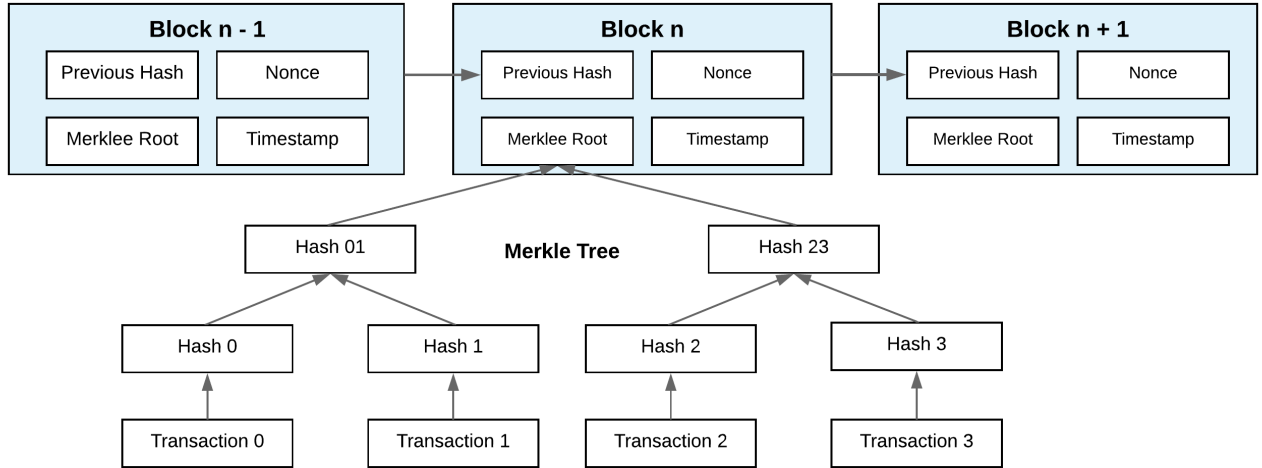 Block n - 1
Previous Hash
Nonce
Merklee Root
Timestamp
Block n
Previous Hash
Nonce
Merklee Root
Timestamp
Block n + 1
Previous Hash
Nonce
Merklee Root
Timestamp
Hash 01
Merkle Tree
Hash 23
Hash 0
Hash 1
Hash 2
Hash 3
Transaction 0
Transaction 1
Transaction 2
Transaction 3